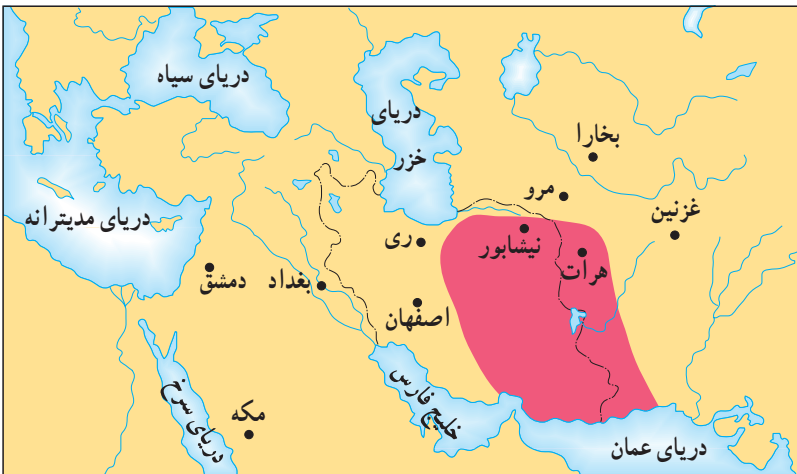 دریای سیاه
دریای
خزر
بخارا
مرو
غزنین
نیشابور
هرات
ری
دریای مدیترانه
دمشق
بغداد
اصفهان
خلیج فارس
دریای سرخ
مکه
دریای عمان